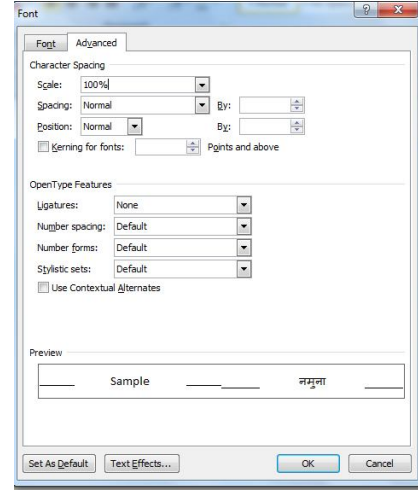 Font
Font Advanced
Character Spacing
Scale: 100%
Spacing: Normal By:
Position: Normal By:
Kerning for fonts: Points and above
OpenType Features
Ligatures: None
Number spacing: Default
Number forms: Default
Stylistic sets: Default
Use Contextual Alternates
Preview
Sample नमुना
Set As Default Text Effects... OK Cancel